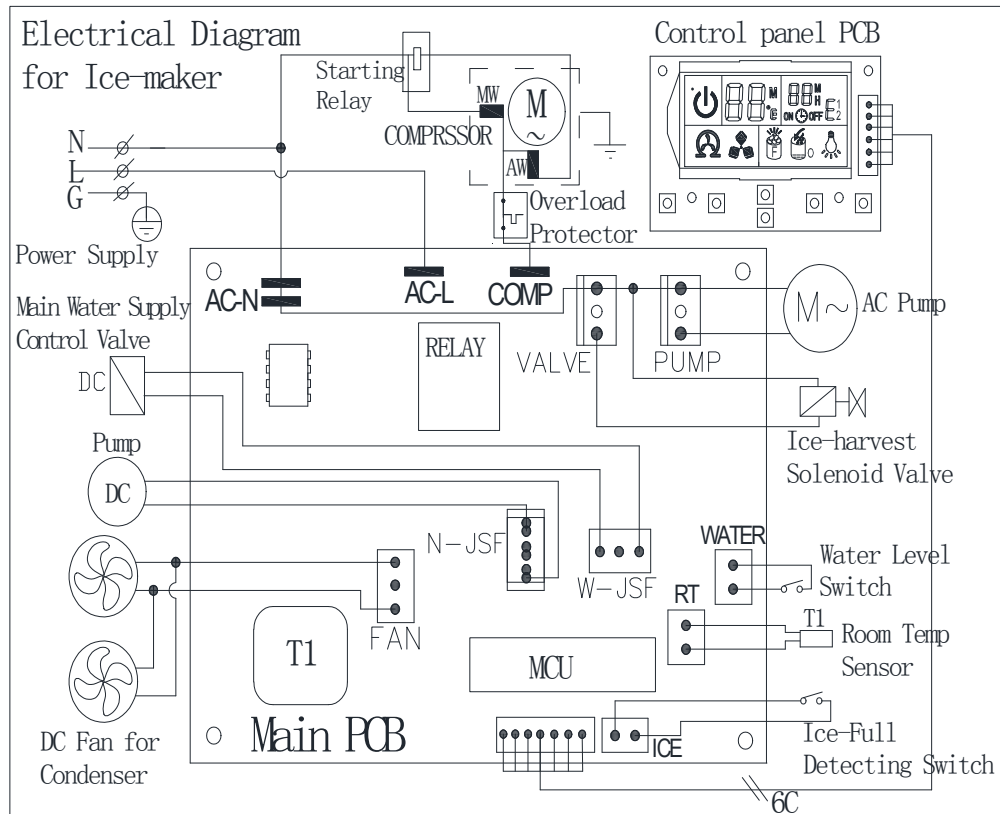 Electrical Diagram
for Ice-maker
Control panel PCB
Starting
Relay
MW
M
~
COMPRSSOR
AW
88 M
°C
88 M
H
ON OFF
E1
E2
F
N
L
G
Power Supply
Overload
Protector
AC-N
AC-L
COMP
Main Water Supply
Control Valve
DC
RELAY
VALVE
PUMP
M~
AC Pump
Ice-harvest
Solenoid Valve
Pump
DC
N-JSF
W-JSF
WATER
Water Level
Switch
RT
T1
Room Temp
Sensor
FAN
T1
MCU
Main PCB
ICE
Ice-Full
Detecting Switch
DC Fan for
Condenser
6C